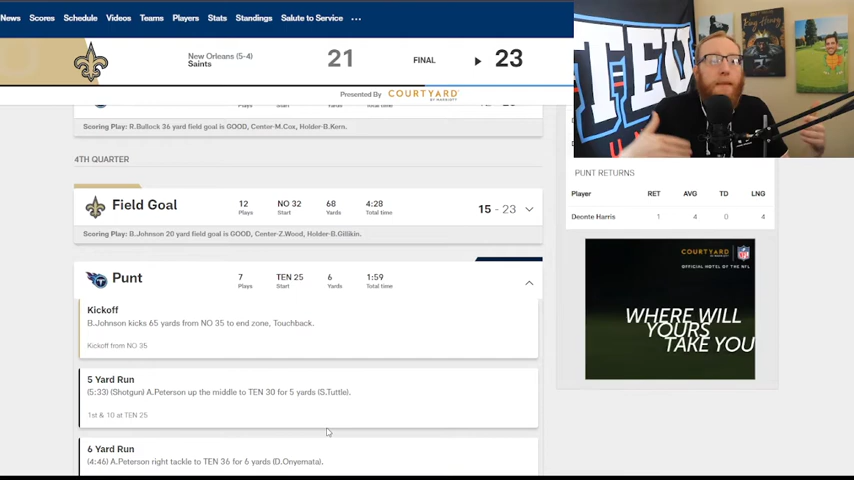 News Scores Schedule Videos Teams Players Stats Standings Salute to Service ...
New Orleans (5-4)
Saints
21 FINAL 23
Presented By COURTYARD
BY MARRIOTT
Scoring Play: R.Bullock 36 yard field goal is GOOD, Center-M.Cox, Holder-B.Kern.
4TH QUARTER
Field Goal 12 NO 32 68 4:28 15 - 23
Plays Start Yards Total time
Scoring Play: B.Johnson 20 yard field goal is GOOD, Center-Z.Wood, Holder-B.Gillikin.
Punt 7 TEN 25 6 1:59
Plays Start Yards Total time
Kickoff
B.Johnson kicks 65 yards from NO 35 to end zone, Touchback.
Kickoff from NO 35
5 Yard Run
(5:33) (Shotgun) A.Peterson up the middle to TEN 30 for 5 yards (S.Tuttle).
1st & 10 at TEN 25
6 Yard Run
(4:46) A.Peterson right tackle to TEN 36 for 6 yards (D.Onyemata).
PUNT RETURNS
Player RET AVG TD LNG
Deonte Harris 1 4 0 4
COURTYARD
BY MARRIOTT
NFL
OFFICIAL HOTEL OF THE NFL
WHERE WILL
YOURS
TAKE YOU